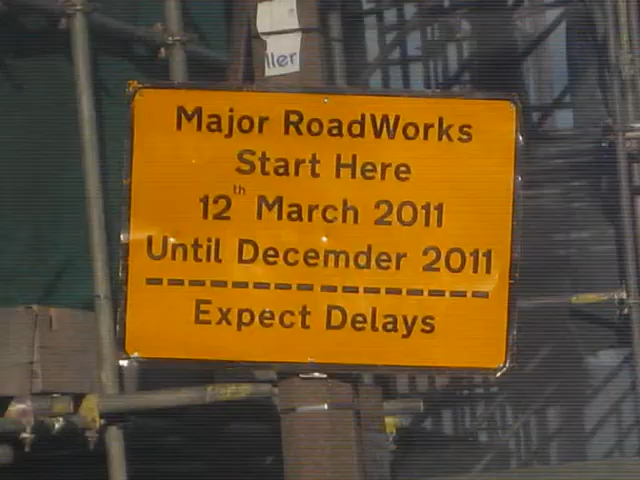 ller
Major RoadWorks
Start Here
12th March 2011
Until Decemder 2011
Expect Delays